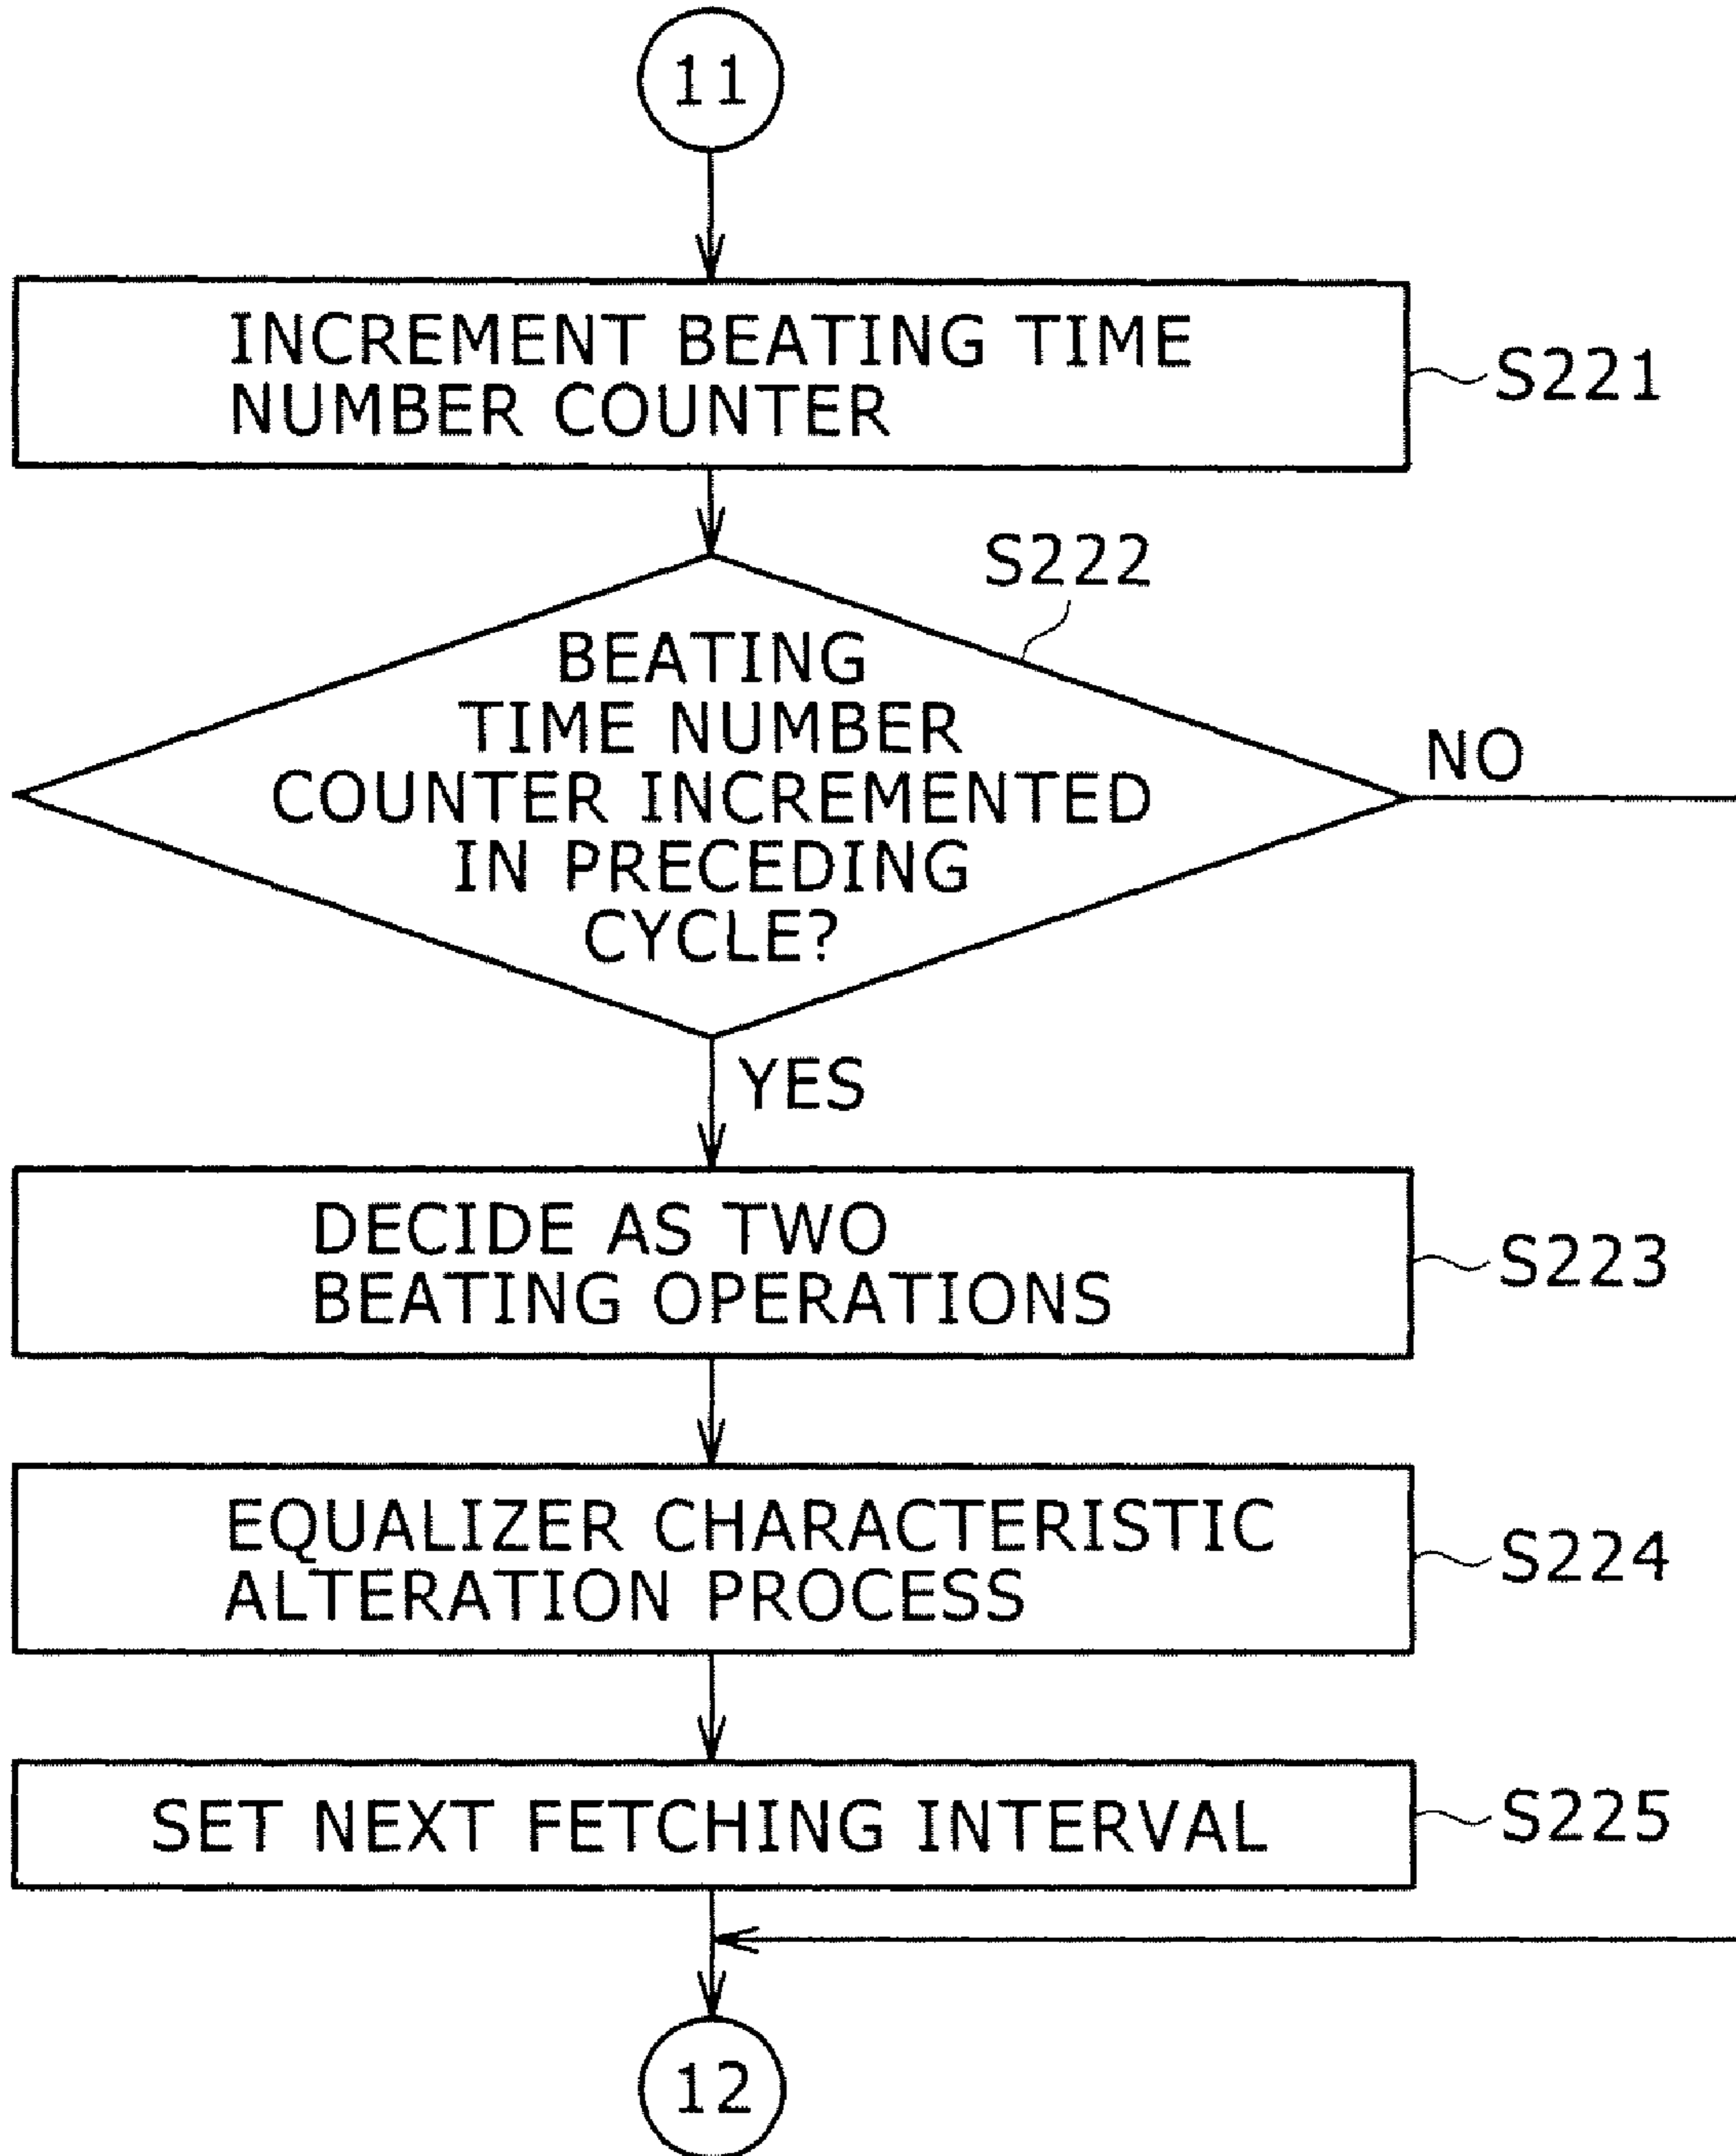 11
INCREMENT BEATING TIME
NUMBER COUNTER
S221
S222
BEATING
TIME NUMBER
COUNTER INCREMENTED
IN PRECEDING
CYCLE?
NO
YES
DECIDE AS TWO
BEATING OPERATIONS
S223
EQUALIZER CHARACTERISTIC
ALTERATION PROCESS
S224
SET NEXT FETCHING INTERVAL
S225
12